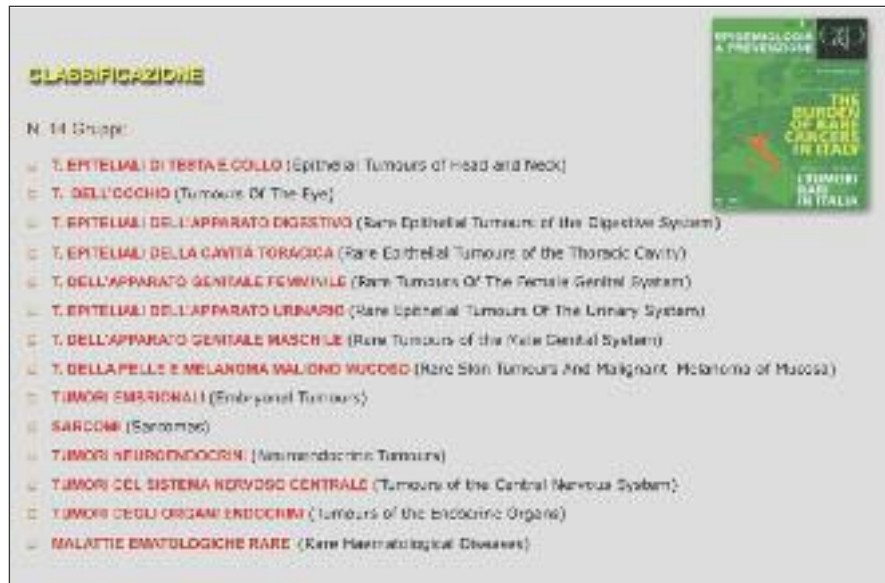 CLASSIFICAZIONE
N. 14 Gruppi:
T. EPITELIALI DI TESTA E COLLO (Epithelial Tumours of Head and Neck)
T. DELL'OCCHIO (Tumours Of The Eye)
T. EPITELIALI DELL'APPARATO DIGESTIVO (Rare Epithelial Tumours of the Digestive System)
T. EPITELIALI DELLA CAVITÀ TORACICA (Rare Epithelial Tumours of the Thoracic Cavity)
T. DELL'APPARATO GENITALE FEMMINILE (Rare Tumours Of The Female Genital System)
T. EPITELIALI DELL'APPARATO URINARIO (Rare Epithelial Tumours Of The Urinary System)
T. DELL'APPARATO GENITALE MASCHILE (Rare Tumours of the Male Genital System)
T. DELLA PELLE E MELANOMA MALIGNO MUCOSO (Rare Skin Tumours And Malignant Melanoma of Mucosa)
TUMORI EMBRIONALI (Embryonal Tumours)
SARCOMI (Sarcomas)
TUMORI NEUROENDOCRINI (Neuroendocrine Tumours)
TUMORI DEL SISTEMA NERVOSO CENTRALE (Tumours of the Central Nervous System)
TUMORI DEGLI ORGANI ENDOCRINI (Tumours of the Endocrine Organs)
MALATTIE EMATOLOGICHE RARE (Rare Haematological Diseases)
EPIDEMIOLOGIA
& PREVENZIONE
THE
BURDEN
OF RARE
CANCERS
IN ITALY
I TUMORI
RARI
IN ITALIA